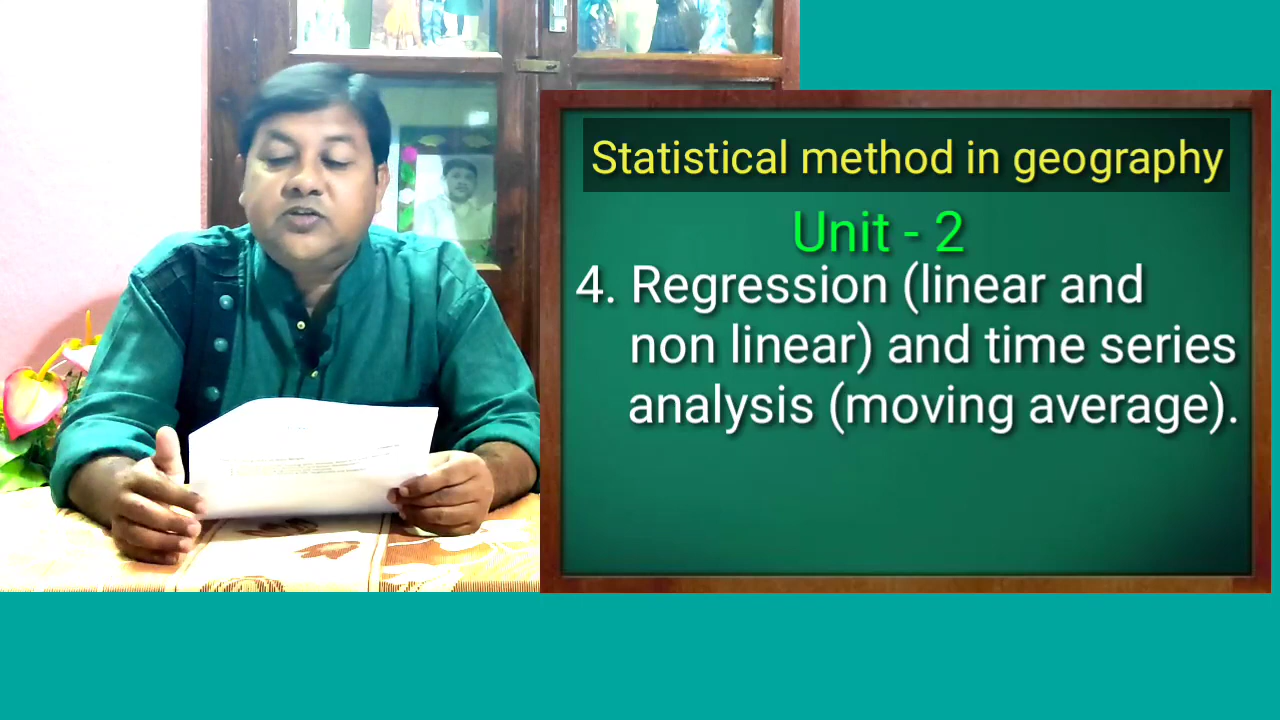 Statistical method in geography
Unit - 2
4. Regression (linear and
non linear) and time series
analysis (moving average).